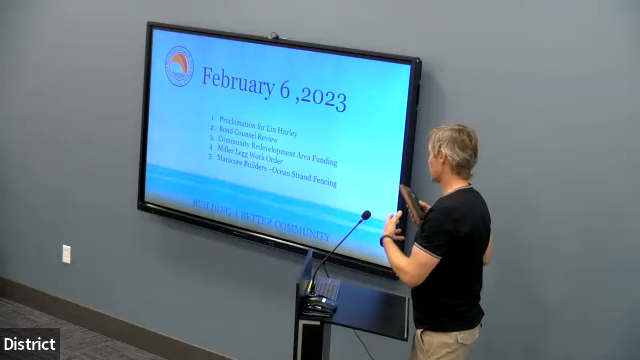 February 6 ,2023
1. Proclamation for Lin Hurley
2. Bond Counsel Review
3. Community Redevelopment Area Funding
4. Miller Legg Work Order
5. Manacore Builders -Ocean Strand Fencing
BUILDING A BETTER COMMUNITY
District